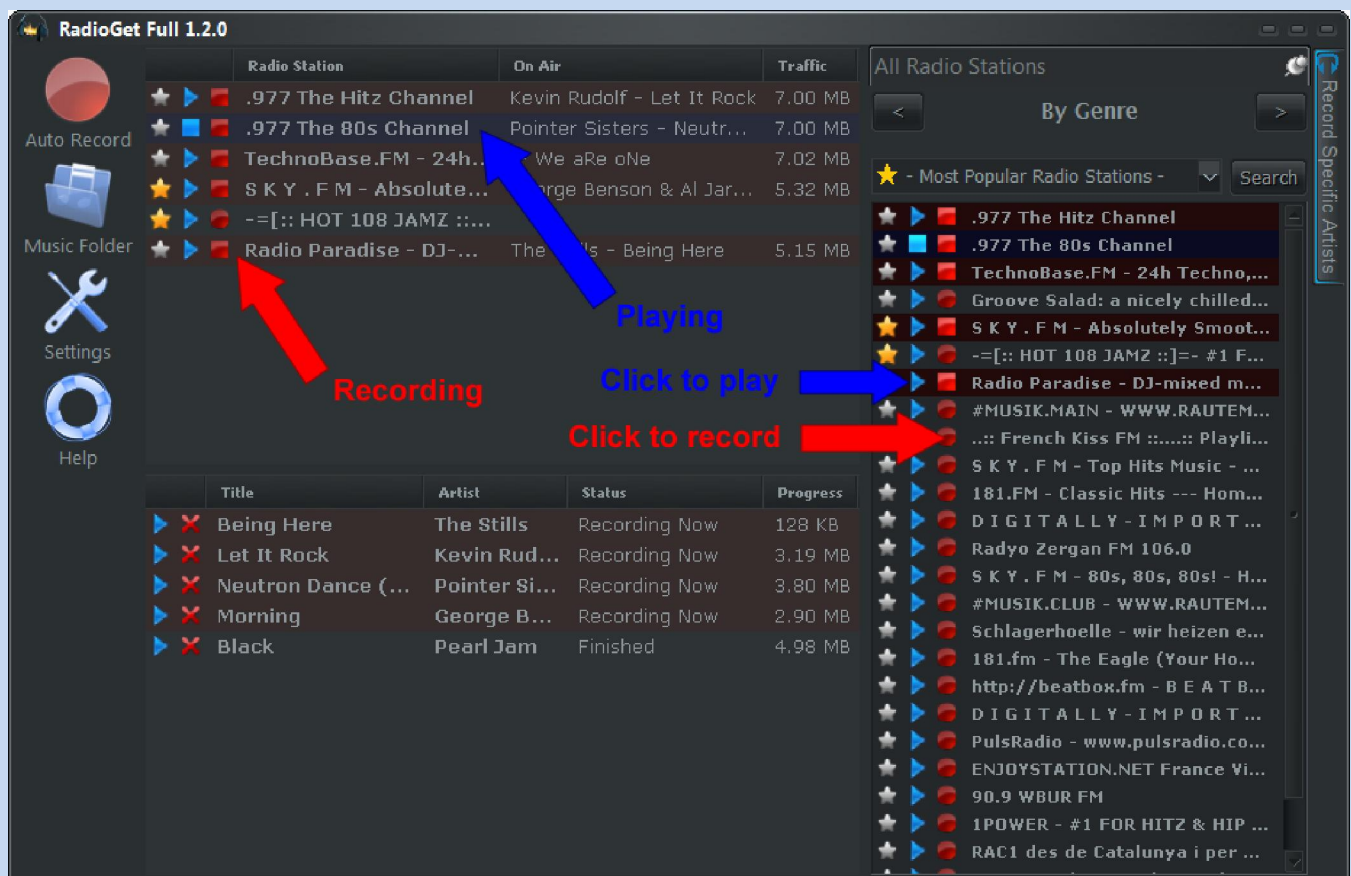 RadioGet Full 1.2.0
Auto Record
Music Folder
Settings
Help
Radio Station On Air Traffic
.977 The Hitz Channel Kevin Rudolf - Let It Rock 7.00 MB
.977 The 80s Channel Pointer Sisters - Neutr... 7.00 MB
TechnoBase.FM - 24h... We aRe oNe 7.02 MB
S K Y . F M - Absolute... George Benson & Al Jar... 5.32 MB
-=[:: HOT 108 JAMZ ::...
Radio Paradise - DJ-... The Stills - Being Here 5.15 MB
Playing
Recording
Click to play
Click to record
Title Artist Status Progress
Being Here The Stills Recording Now 128 KB
Let It Rock Kevin Rud... Recording Now 3.19 MB
Neutron Dance (... Pointer Si... Recording Now 3.80 MB
Morning George B... Recording Now 2.90 MB
Black Pearl Jam Finished 4.98 MB
All Radio Stations
< By Genre >
- Most Popular Radio Stations - Search
.977 The Hitz Channel
.977 The 80s Channel
TechnoBase.FM - 24h Techno,...
Groove Salad: a nicely chilled...
S K Y . F M - Absolutely Smoot...
-=[:: HOT 108 JAMZ ::]=- #1 F...
Radio Paradise - DJ-mixed m...
#MUSIK.MAIN - WWW.RAUTEM...
..:: French Kiss FM ::....:: Playli...
S K Y . F M - Top Hits Music - ...
181.FM - Classic Hits --- Hom...
D I G I T A L L Y - I M P O R T ...
Radyo Zergan FM 106.0
S K Y . F M - 80s, 80s, 80s! - H...
#MUSIK.CLUB - WWW.RAUTEM...
Schlagerhoelle - wir heizen e...
181.fm - The Eagle (Your Ho...
http://beatbox.fm - B E A T B...
D I G I T A L L Y - I M P O R T ...
PulsRadio - www.pulsradio.co...
ENJOYSTATION.NET France Vi...
90.9 WBUR FM
1POWER - #1 FOR HITZ & HIP ...
RAC1 des de Catalunya i per ...
Record Specific Artists